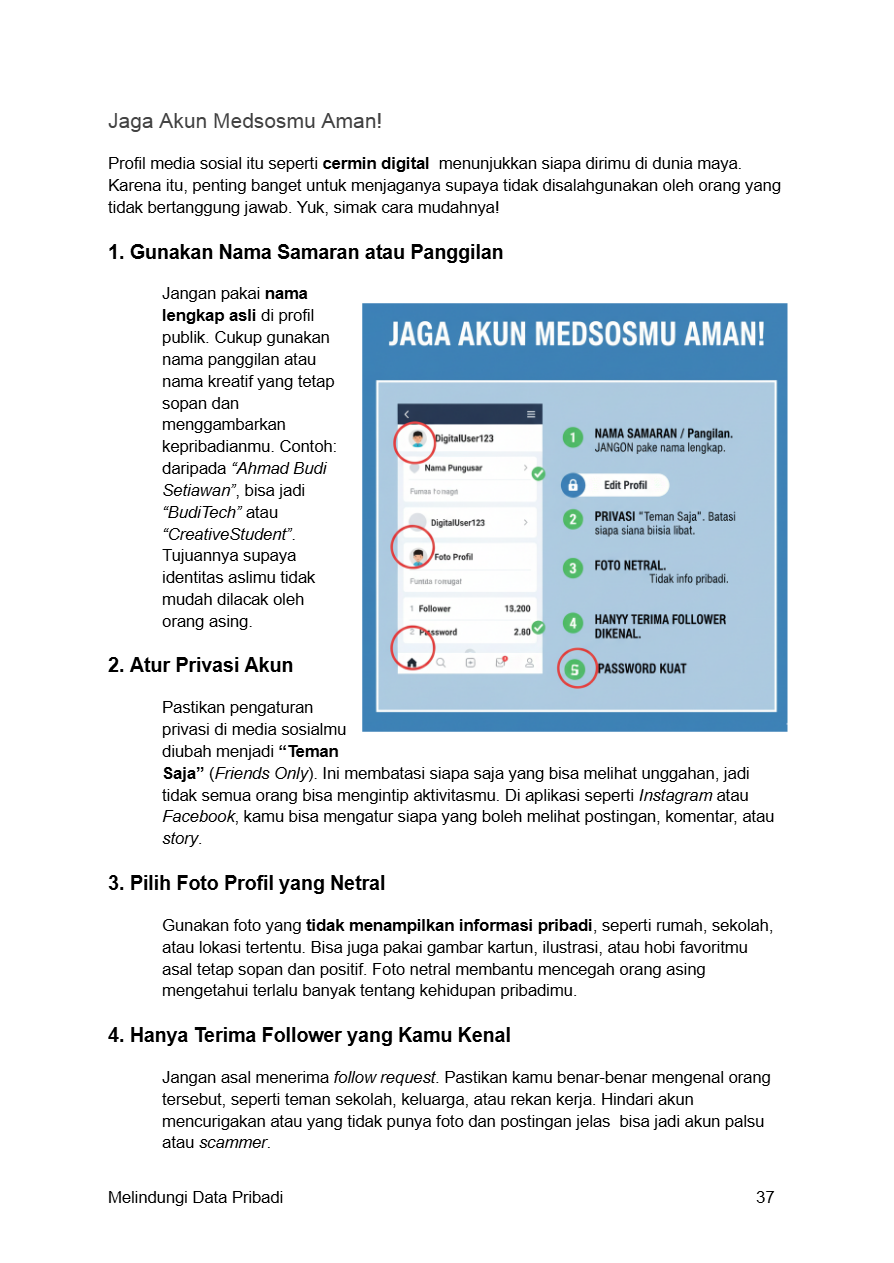 Jaga Akun Medsosmu Aman!
Profil media sosial itu seperti cermin digital  menunjukkan siapa dirimu di dunia maya.
Karena itu, penting banget untuk menjaganya supaya tidak disalahgunakan oleh orang yang
tidak bertanggung jawab. Yuk, simak cara mudahnya!
1. Gunakan Nama Samaran atau Panggilan
Jangan pakai nama
lengkap asli di profil
publik. Cukup gunakan
nama panggilan atau
nama kreatif yang tetap
sopan dan
menggambarkan
kepribadianmu. Contoh:
daripada “Ahmad Budi
Setiawan”, bisa jadi
“BudiTech” atau
“CreativeStudent”.
Tujuannya supaya
identitas aslimu tidak
mudah dilacak oleh
orang asing.
JAGA AKUN MEDSOSMU AMAN!
DigitalUser123
Nama Pungusar
DigitalUser123
Foto Profil
1 Follower 13.200
2 Password 2.80
1 NAMA SAMARAN / Pangilan.
JANGON pake nama lengkap.
Edit Profil
2 PRIVASI "Teman Saja". Batasi
siapa siana biisia libat.
3 FOTO NETRAL.
Tidak info pribadi.
4 HANYY TERIMA FOLLOWER
DIKENAL.
5 PASSWORD KUAT
2. Atur Privasi Akun
Pastikan pengaturan
privasi di media sosialmu
diubah menjadi “Teman
Saja” (Friends Only). Ini membatasi siapa saja yang bisa melihat unggahan, jadi
tidak semua orang bisa mengintip aktivitasmu. Di aplikasi seperti Instagram atau
Facebook, kamu bisa mengatur siapa yang boleh melihat postingan, komentar, atau
story.
3. Pilih Foto Profil yang Netral
Gunakan foto yang tidak menampilkan informasi pribadi, seperti rumah, sekolah,
atau lokasi tertentu. Bisa juga pakai gambar kartun, ilustrasi, atau hobi favoritmu
asal tetap sopan dan positif. Foto netral membantu mencegah orang asing
mengetahui terlalu banyak tentang kehidupan pribadimu.
4. Hanya Terima Follower yang Kamu Kenal
Jangan asal menerima follow request. Pastikan kamu benar-benar mengenal orang
tersebut, seperti teman sekolah, keluarga, atau rekan kerja. Hindari akun
mencurigakan atau yang tidak punya foto dan postingan jelas  bisa jadi akun palsu
atau scammer.
Melindungi Data Pribadi 37